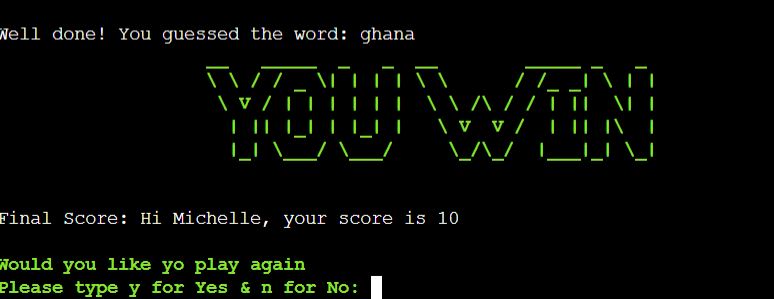 Well done! You guessed the word: ghana
YOU WIN
Final Score: Hi Michelle, your score is 10
Would you like yo play again
Please type y for Yes & n for No: